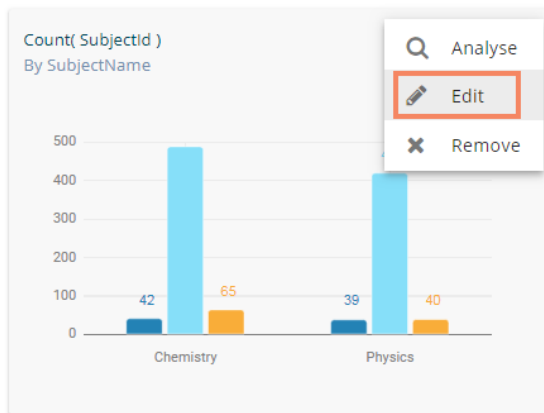 Count( SubjectId )
By SubjectName
Analyse
Edit
Remove
500
400
300
200
100
0
42
65
39
40
Chemistry
Physics